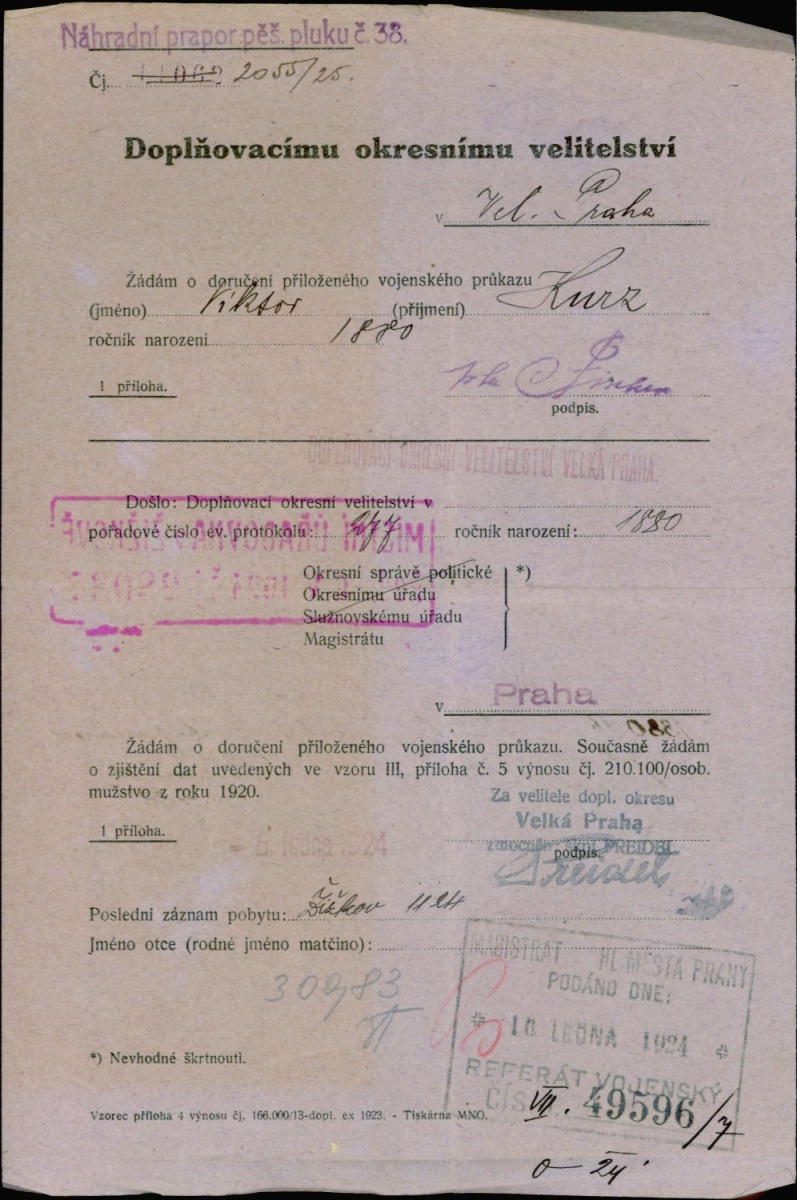 Náhradní prapor pěš. pluku č. 38.
Čj. 2055/25.
Doplňovacímu okresnímu velitelství
v Vel. Praha
Žádám o doručení přiloženého vojenského průkazu
(jméno) Viktor (příjmení) Kurz
ročník narození 1880
1 příloha.
podpis.
DOPLŇOVACÍ OKRESNÍ VELITELSTVÍ VELKÁ PRAHA.
Došlo: Doplňovací okresní velitelství v
pořadové číslo ev. protokolu: 277 ročník narození: 1880
Okresní správě politické
Okresnímu úřadu
Služnovskému úřadu
Magistrátu
*)
v Praha
Žádám o doručení přiloženého vojenského průkazu. Současně žádám
o zjištění dat uvedených ve vzoru III, příloha č. 5 výnosu čj. 210.100/osob.
mužstvo z roku 1920.
Za velitele dopl. okresu
Velká Praha
1 příloha.
PREIDEL
podpis.
Preidel
ledna 1924
Poslední záznam pobytu: Žižkov 1124
Jméno otce (rodné jméno matčino):
30983
MAGISTRÁT HL. MĚSTA PRAHY
PODÁNO DNE:
10 LEDNA 1924
REFERÁT VOJENSKÝ
*) Nevhodné škrtnouti.
VII. 49596/7
Vzorec příloha 4 výnosu čj. 166.000/13-dopl. ex 1923. - Tiskárna MNO.